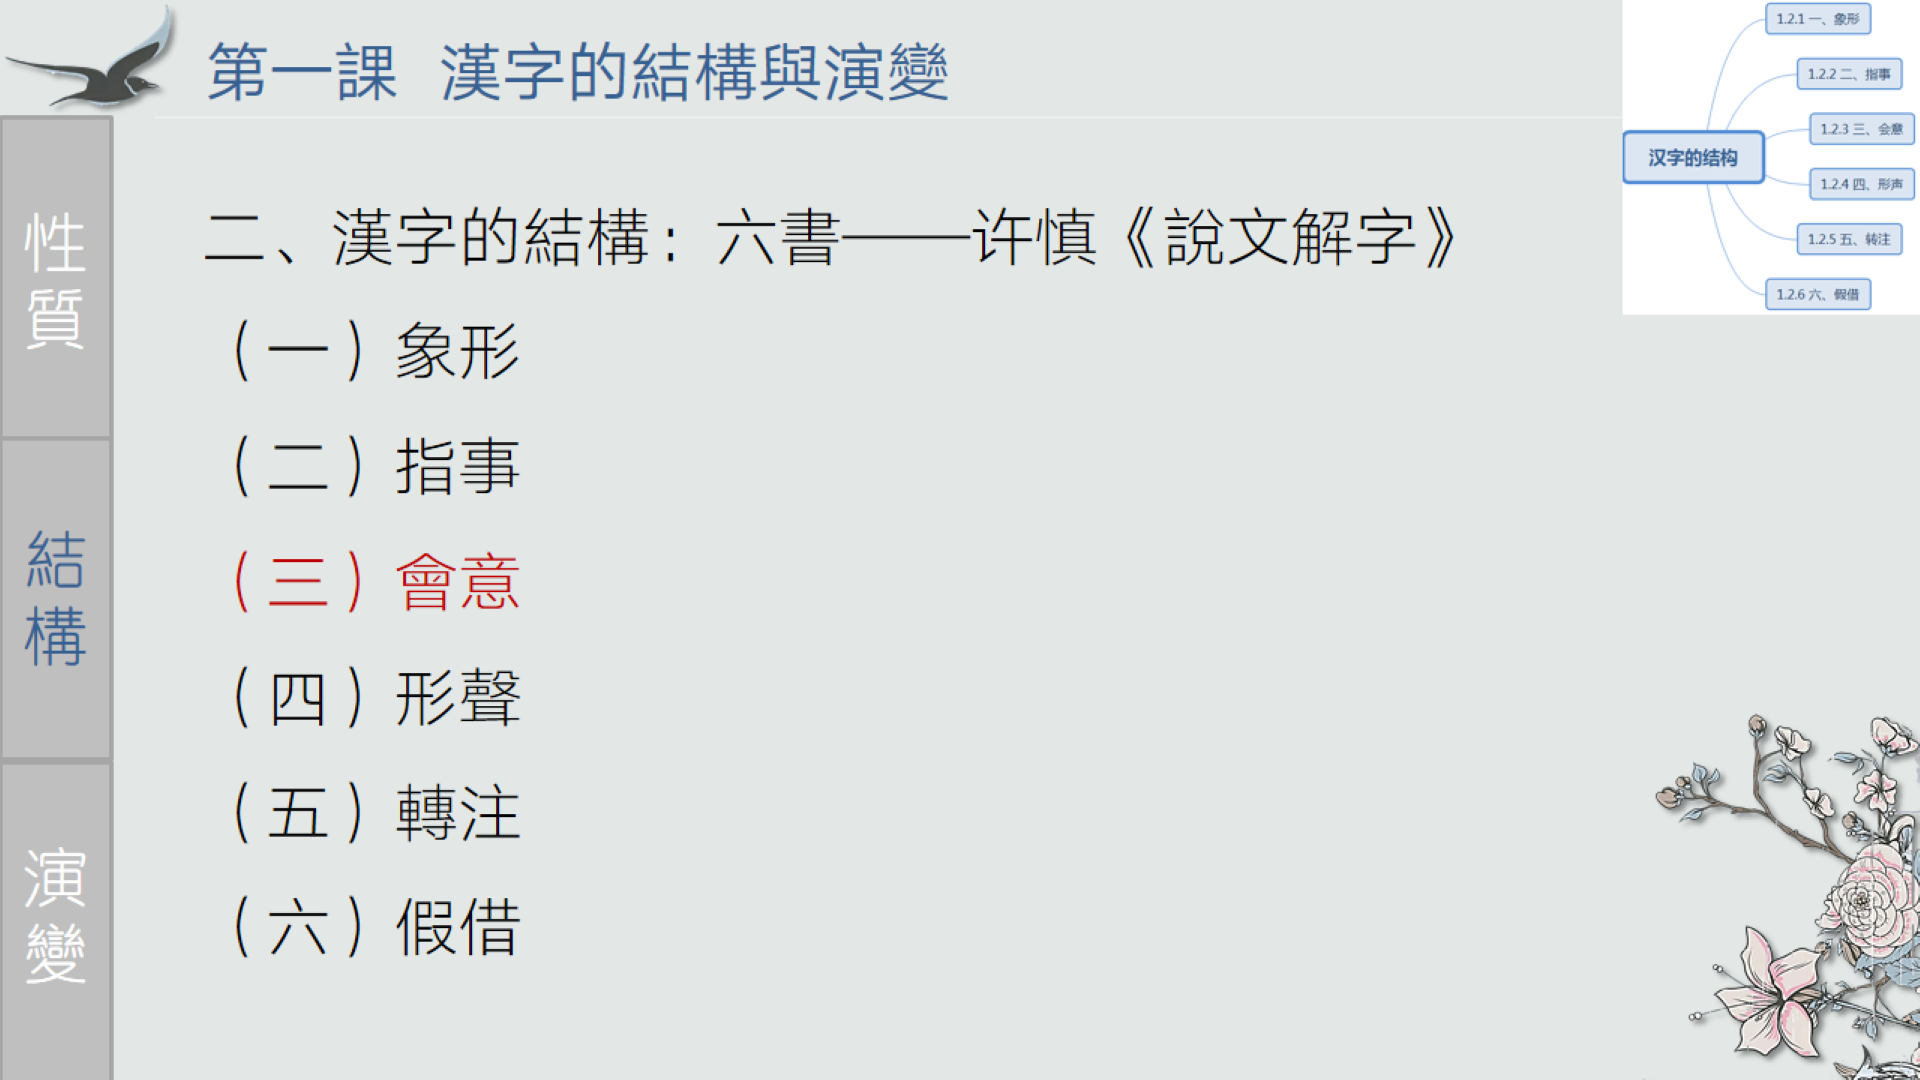 第一課 漢字的結構與演變
性質
結構
演變
二、漢字的結構：六書——许慎《說文解字》
（一）象形
（二）指事
（三）會意
（四）形聲
（五）轉注
（六）假借
汉字的结构
1.2.1 一、象形
1.2.2 二、指事
1.2.3 三、会意
1.2.4 四、形声
1.2.5 五、转注
1.2.6 六、假借